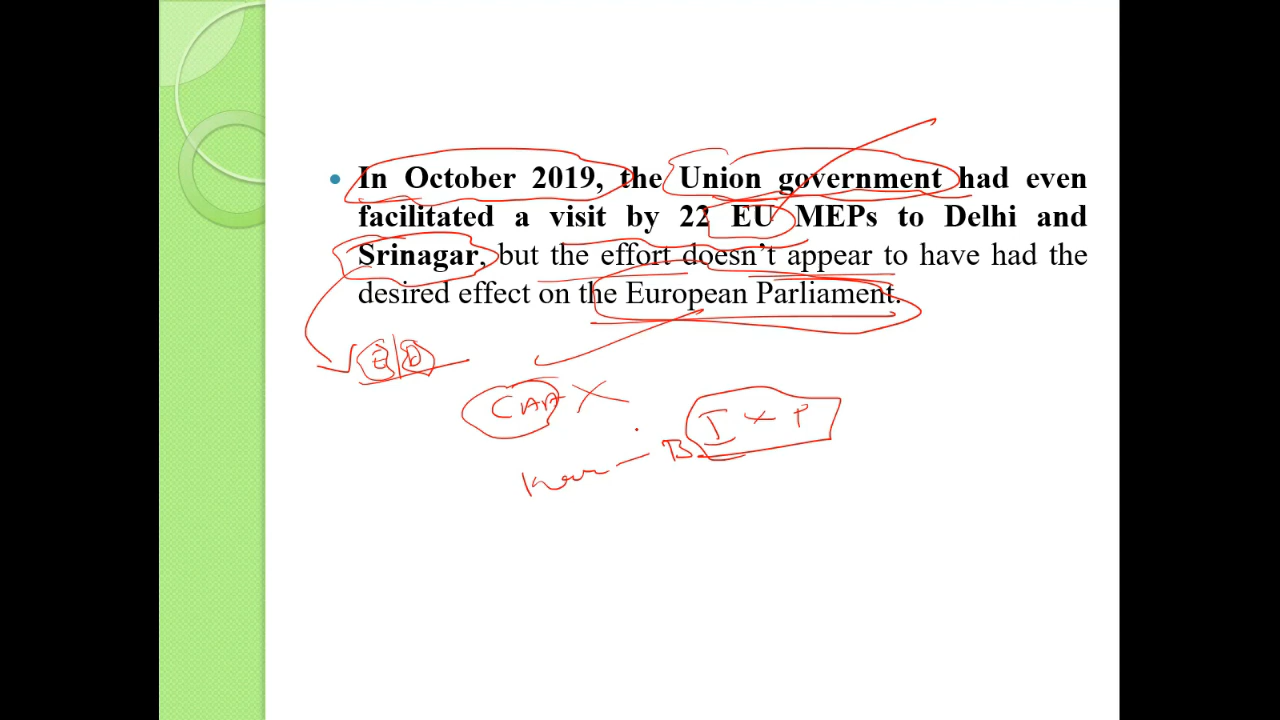 • In October 2019, the Union government had even
facilitated a visit by 22 EU MEPs to Delhi and
Srinagar, but the effort doesn't appear to have had the
desired effect on the European Parliament.
CAA X
I x P
B